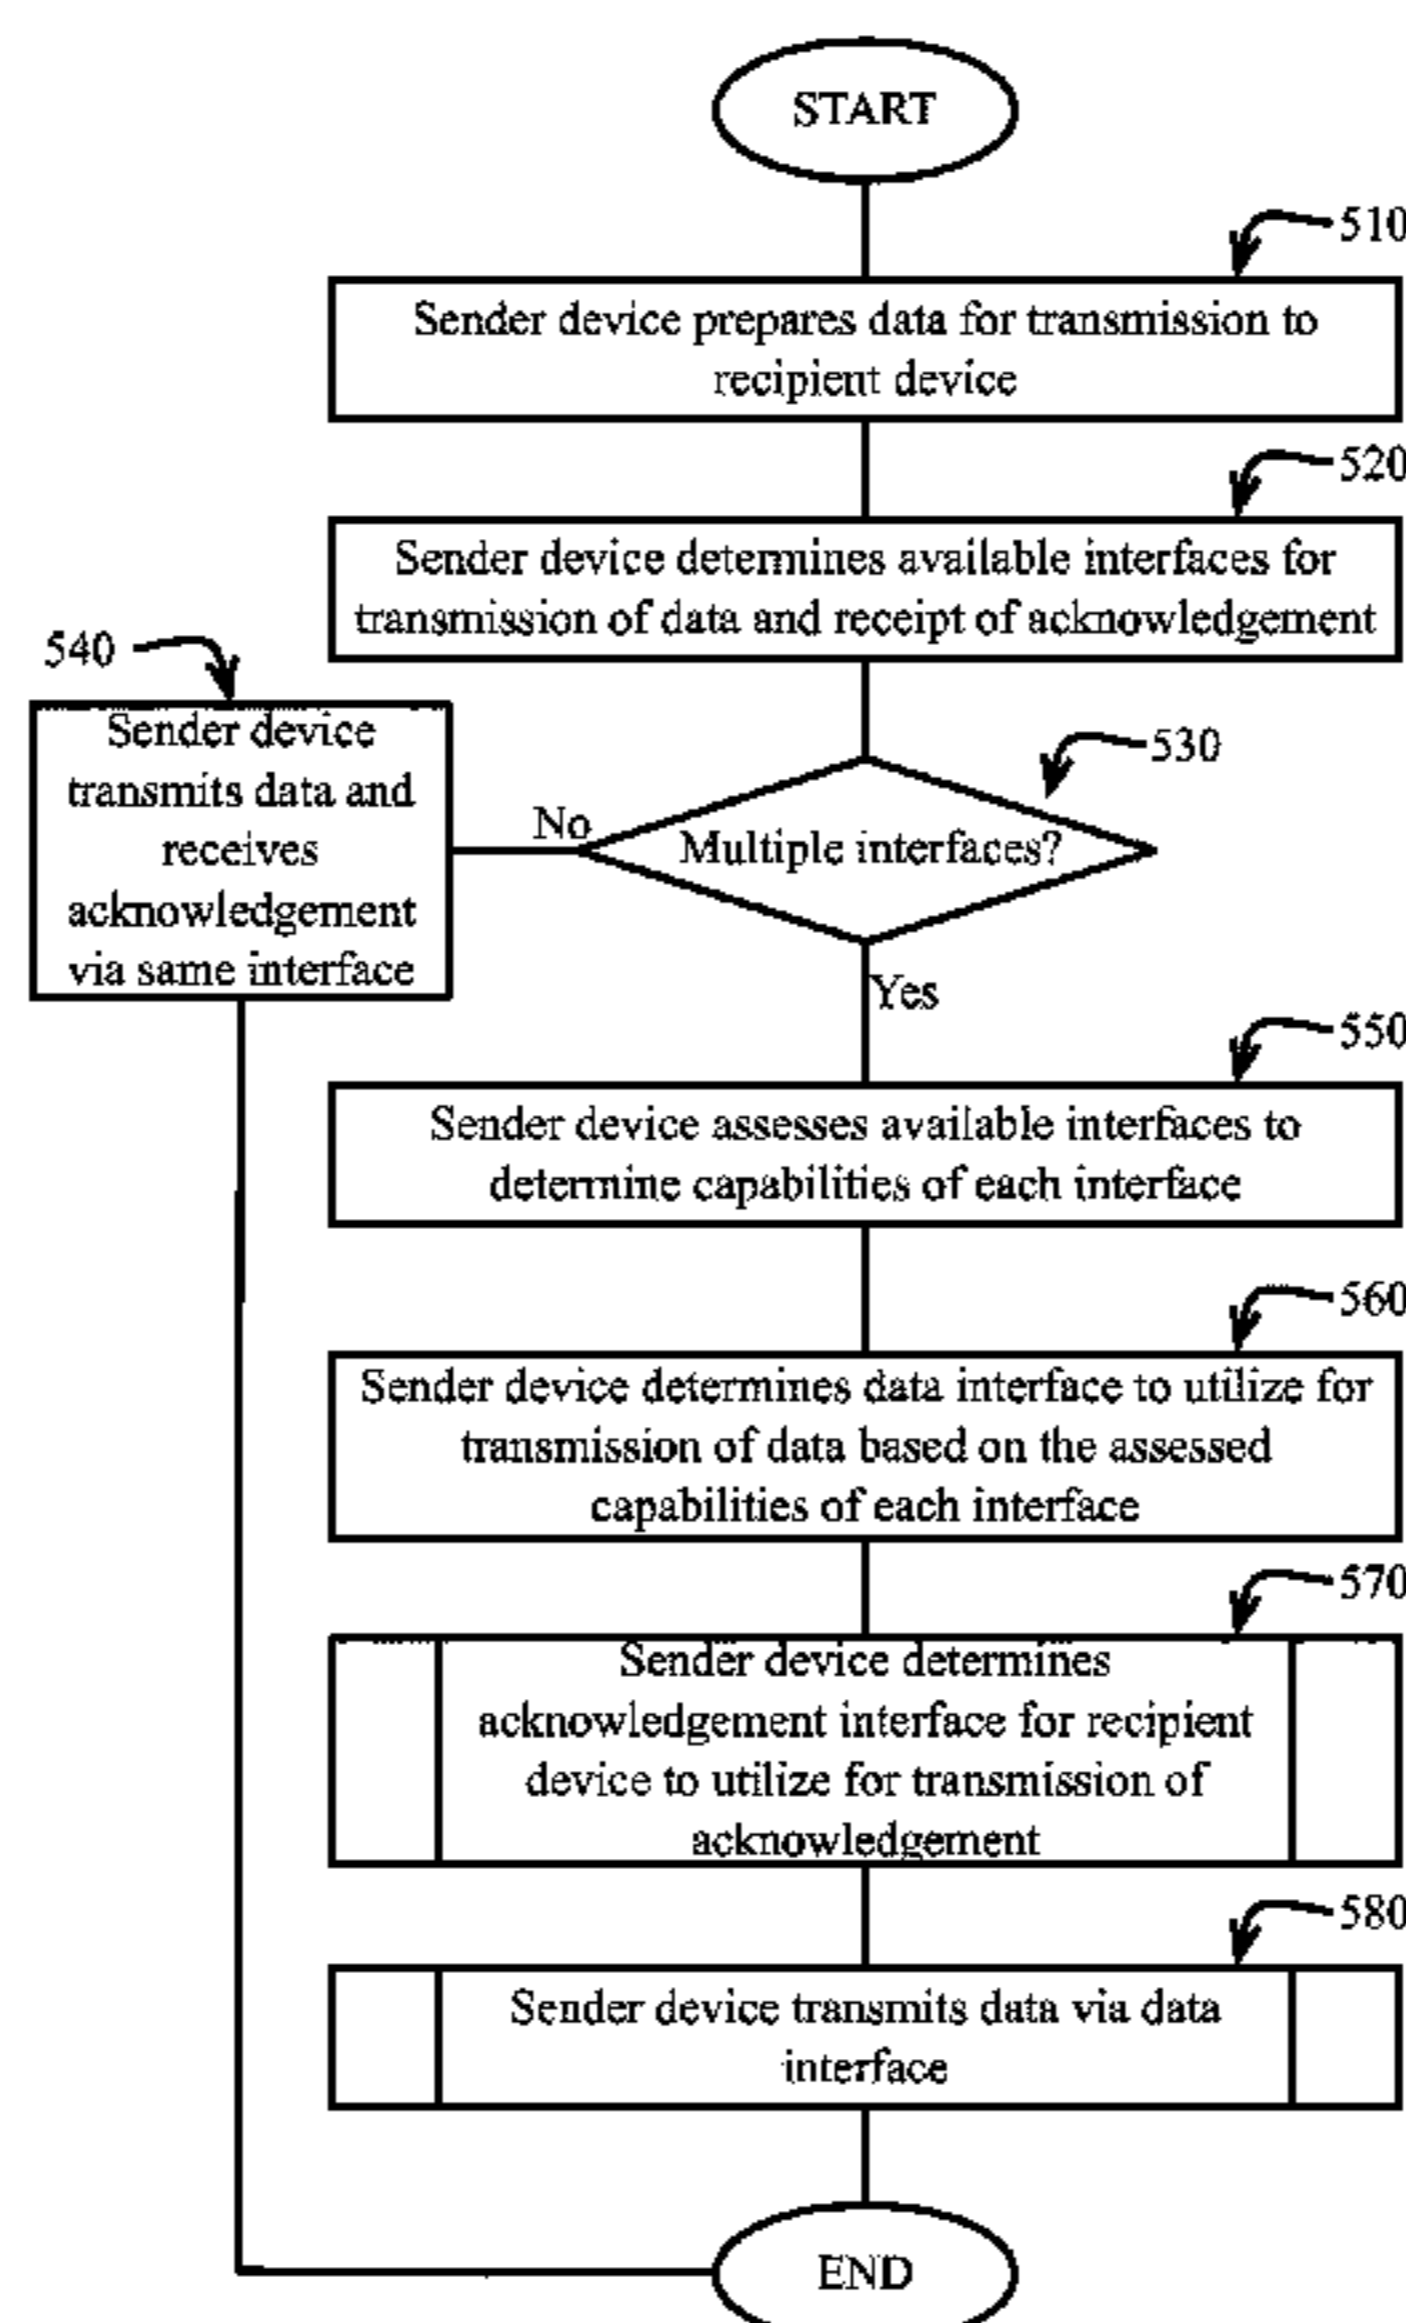 START
510
Sender device prepares data for transmission to
recipient device
520
Sender device determines available interfaces for
transmission of data and receipt of acknowledgement
530
Multiple interfaces?
No
540
Sender device
transmits data and
receives
acknowledgement
via same interface
Yes
550
Sender device assesses available interfaces to
determine capabilities of each interface
560
Sender device determines data interface to utilize for
transmission of data based on the assessed
capabilities of each interface
570
Sender device determines
acknowledgement interface for recipient
device to utilize for transmission of
acknowledgement
580
Sender device transmits data via data
interface
END